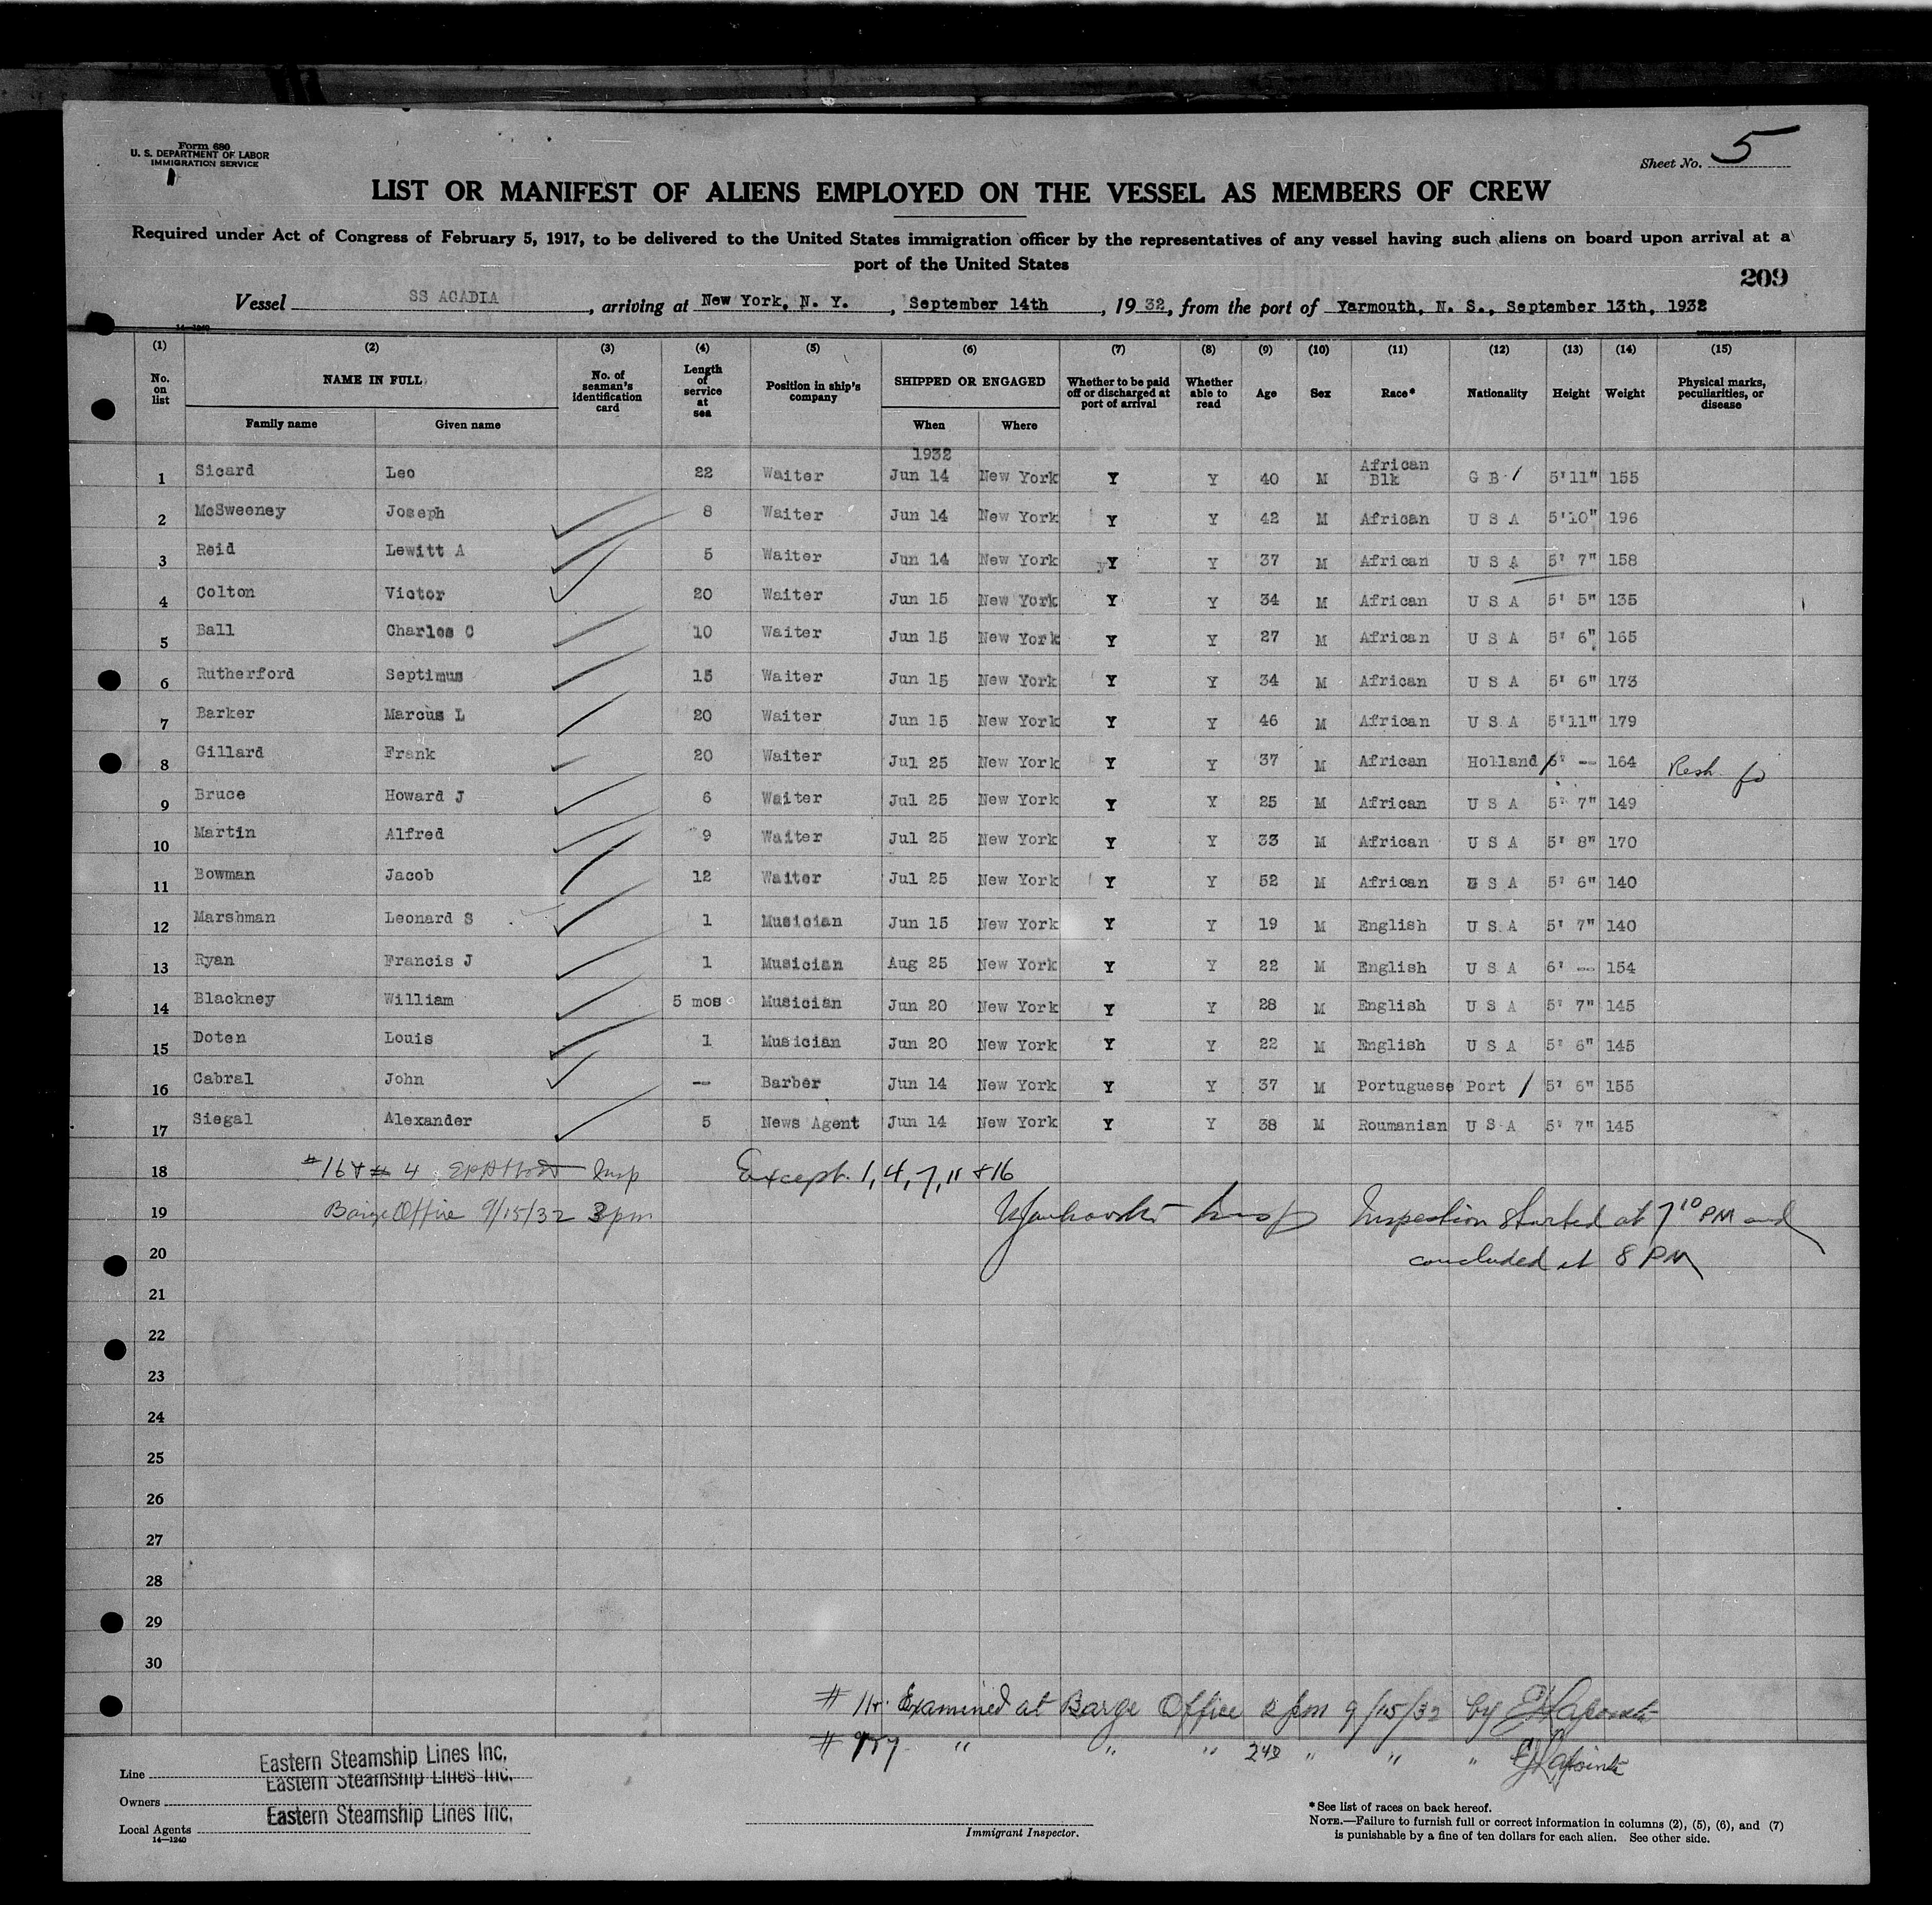 Form 680
U. S. DEPARTMENT OF LABOR
IMMIGRATION SERVICE
Sheet No. 5
LIST OR MANIFEST OF ALIENS EMPLOYED ON THE VESSEL AS MEMBERS OF CREW
Required under Act of Congress of February 5, 1917, to be delivered to the United States immigration officer by the representatives of any vessel having such aliens on board upon arrival at a
port of the United States
209
Vessel SS ACADIA, arriving at New York, N. Y., September 14th, 1932, from the port of Yarmouth, N. S., September 13th, 1932
14—1240
(1) (2) (3) (4) (5) (6) (7) (8) (9) (10) (11) (12) (13) (14) (15)
No. on list NAME IN FULL No. of seaman's identification card Length of service at sea Position in ship's company SHIPPED OR ENGAGED Whether to be paid off or discharged at port of arrival Whether able to read Age Sex Race* Nationality Height Weight Physical marks, peculiarities, or disease
Family name Given name When Where
1932
1 Sicard Leo 22 Waiter Jun 14 New York Y Y 40 M African Blk G B / 5'11" 155
2 McSweeney Joseph 8 Waiter Jun 14 New York Y Y 42 M African U S A 5'10" 196
3 Reid Lewitt A 5 Waiter Jun 14 New York Y Y 37 M African U S A 5' 7" 158
4 Colton Victor 20 Waiter Jun 15 New York Y Y 34 M African U S A 5' 5" 135
5 Ball Charles C 10 Waiter Jun 15 New York Y Y 27 M African U S A 5' 6" 165
6 Rutherford Septimus 15 Waiter Jun 15 New York Y Y 34 M African U S A 5' 6" 173
7 Barker Marcus L 20 Waiter Jun 15 New York Y Y 46 M African U S A 5'11" 179
8 Gillard Frank 20 Waiter Jul 25 New York Y Y 37 M African Holland / 6' -- 164 Resh.
9 Bruce Howard J 6 Waiter Jul 25 New York Y Y 25 M African U S A 5' 7" 149
10 Martin Alfred 9 Waiter Jul 25 New York Y Y 33 M African U S A 5' 8" 170
11 Bowman Jacob 12 Waiter Jul 25 New York Y Y 52 M African U S A 5' 6" 140
12 Marshman Leonard S 1 Musician Jun 15 New York Y Y 19 M English U S A 5' 7" 140
13 Ryan Francis J 1 Musician Aug 25 New York Y Y 22 M English U S A 6' -- 154
14 Blackney William 5 mos Musician Jun 20 New York Y Y 28 M English U S A 5' 7" 145
15 Doten Louis 1 Musician Jun 20 New York Y Y 22 M English U S A 5' 6" 145
16 Cabral John -- Barber Jun 14 New York Y Y 37 M Portuguese Port / 5' 6" 155
17 Siegal Alexander 5 News Agent Jun 14 New York Y Y 38 M Roumanian U S A 5' 7" 145
18 #16 & # 4 Insp Except. 1, 4, 7, 11 & 16
19 Barge Office 9/15/32 3 pm Insp Inspection started at 7 10 PM and
20 concluded at 8 PM
21
22
23
24
25
26
27
28
29
30
# 11. Examined at Barge Office 2 pm 9/15/32 by
# " " " " " "
Line Eastern Steamship Lines Inc.
Owners Eastern Steamship Lines Inc.
Local Agents Eastern Steamship Lines Inc.
14—1240
Immigrant Inspector.
*See list of races on back hereof.
NOTE.—Failure to furnish full or correct information in columns (2), (5), (6), and (7)
is punishable by a fine of ten dollars for each alien. See other side.